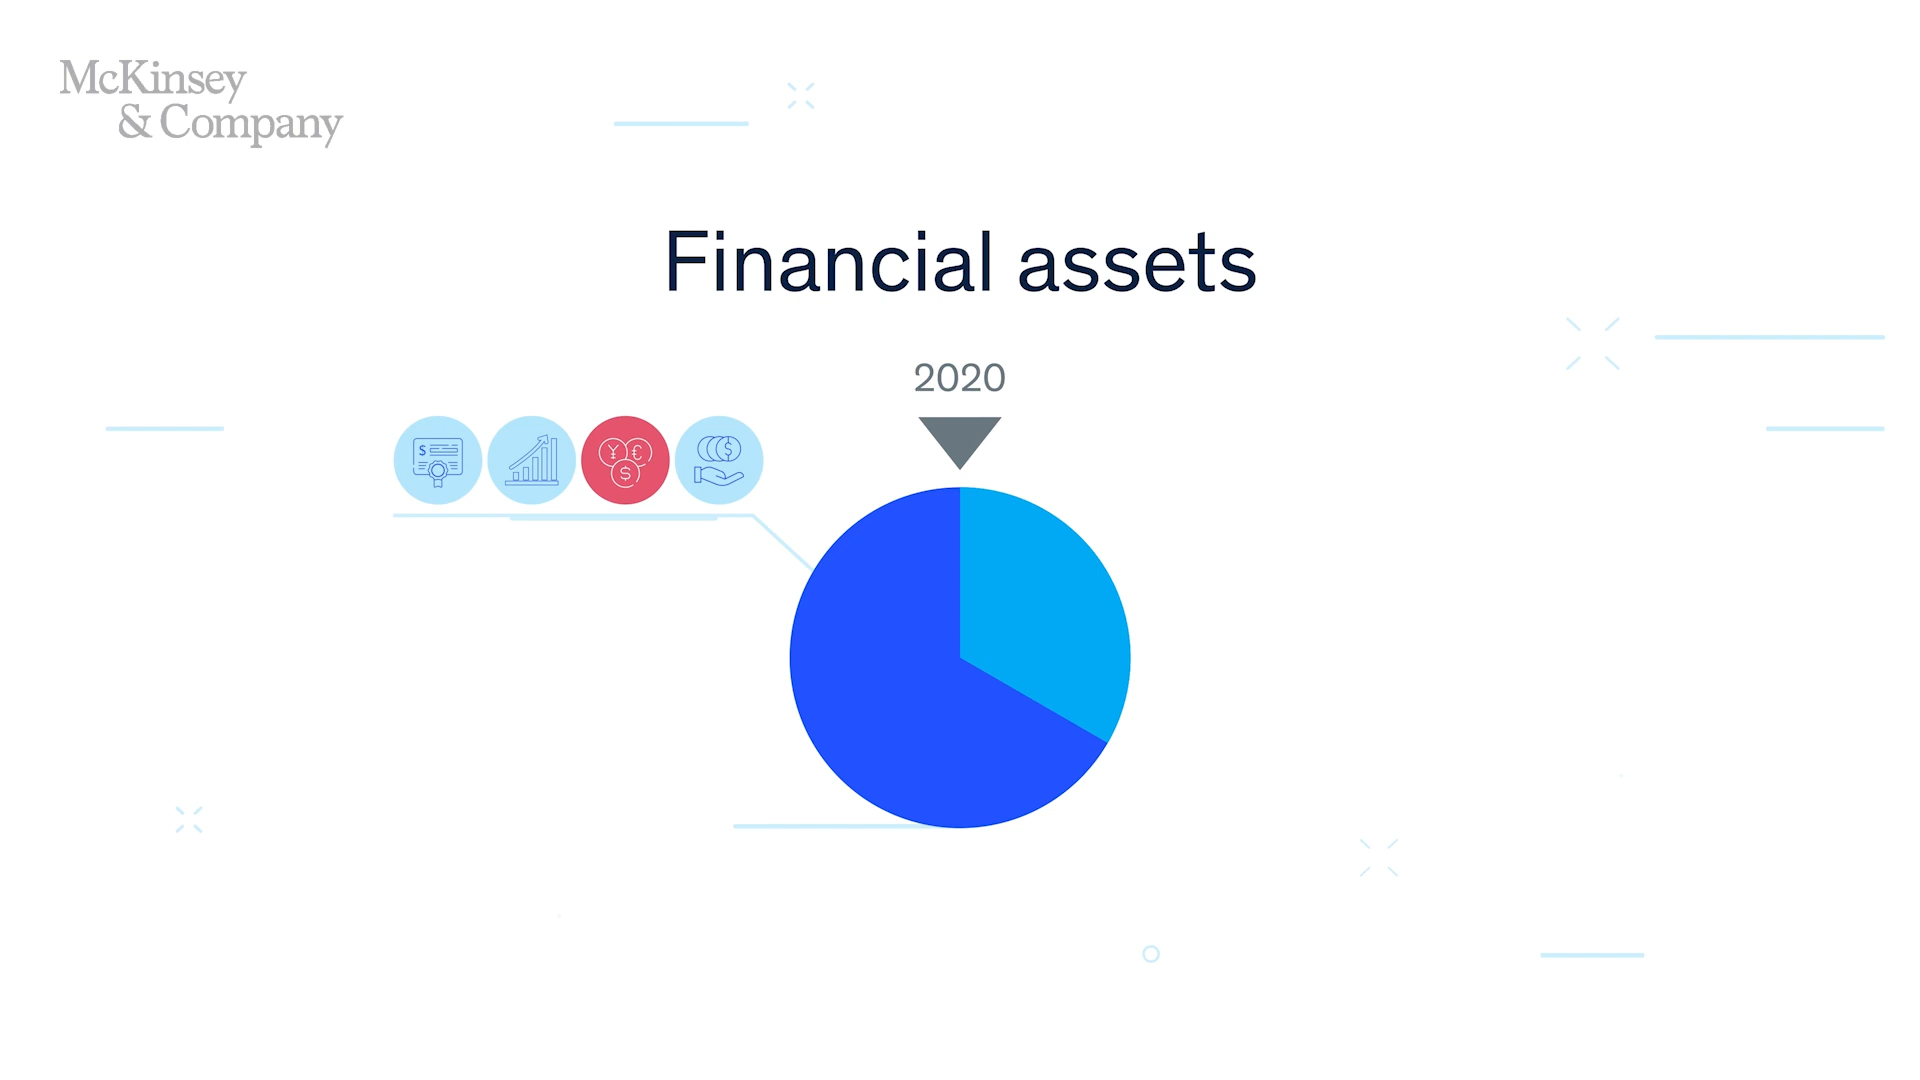 McKinsey
& Company
Financial assets
2020
$
¥ €
$
$